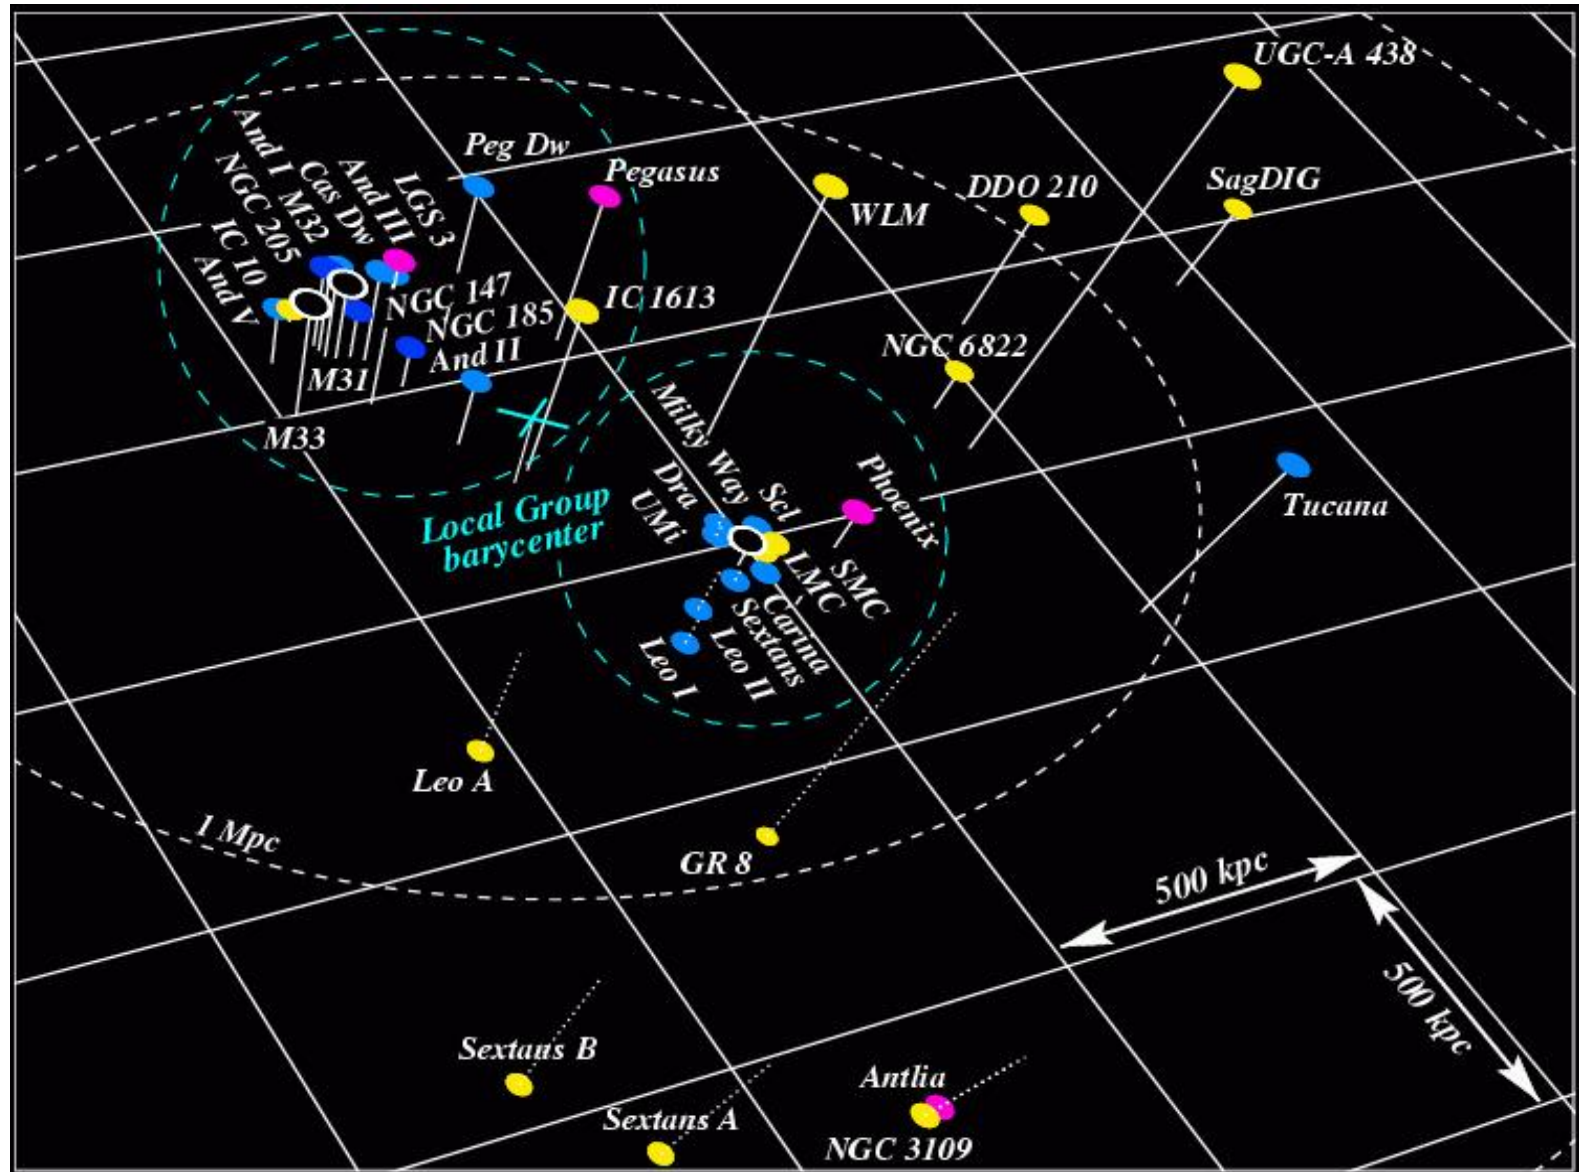 UGC-A 438
Peg Dw
Pegasus
WLM
DDO 210
SagDIG
And I
NGC 205
M32
Cas Dw
And III
LGS 3
IC 10
And V
NGC 147
NGC 185
And II
IC 1613
NGC 6822
M31
M33
Milky Way
Dra
UMi
Scl
Phoenix
Tucana
Local Group
barycenter
SMC
LMC
Carina
Sextans
Leo II
Leo I
Leo A
GR 8
1 Mpc
500 kpc
500 kpc
Sextans B
Sextans A
Antlia
NGC 3109